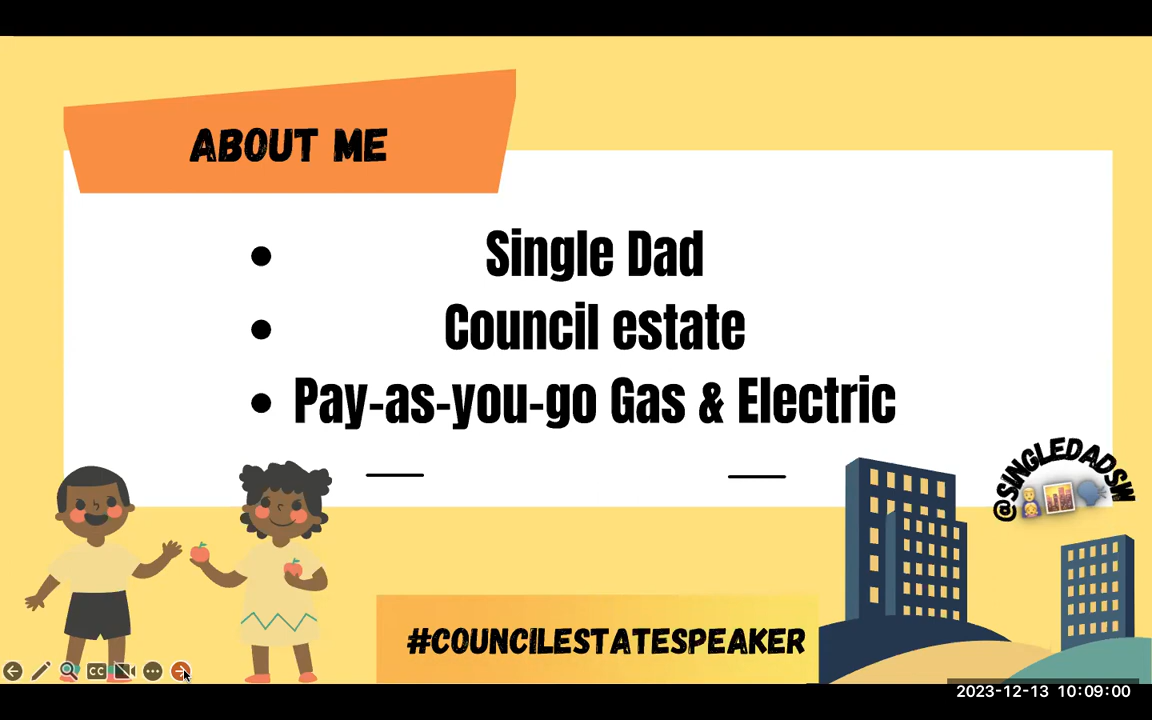 ABOUT ME
• Single Dad
• Council estate
• Pay-as-you-go Gas & Electric
@SINGLEDADSW
#COUNCILESTATESPEAKER
CC
2023-12-13 10:09:00